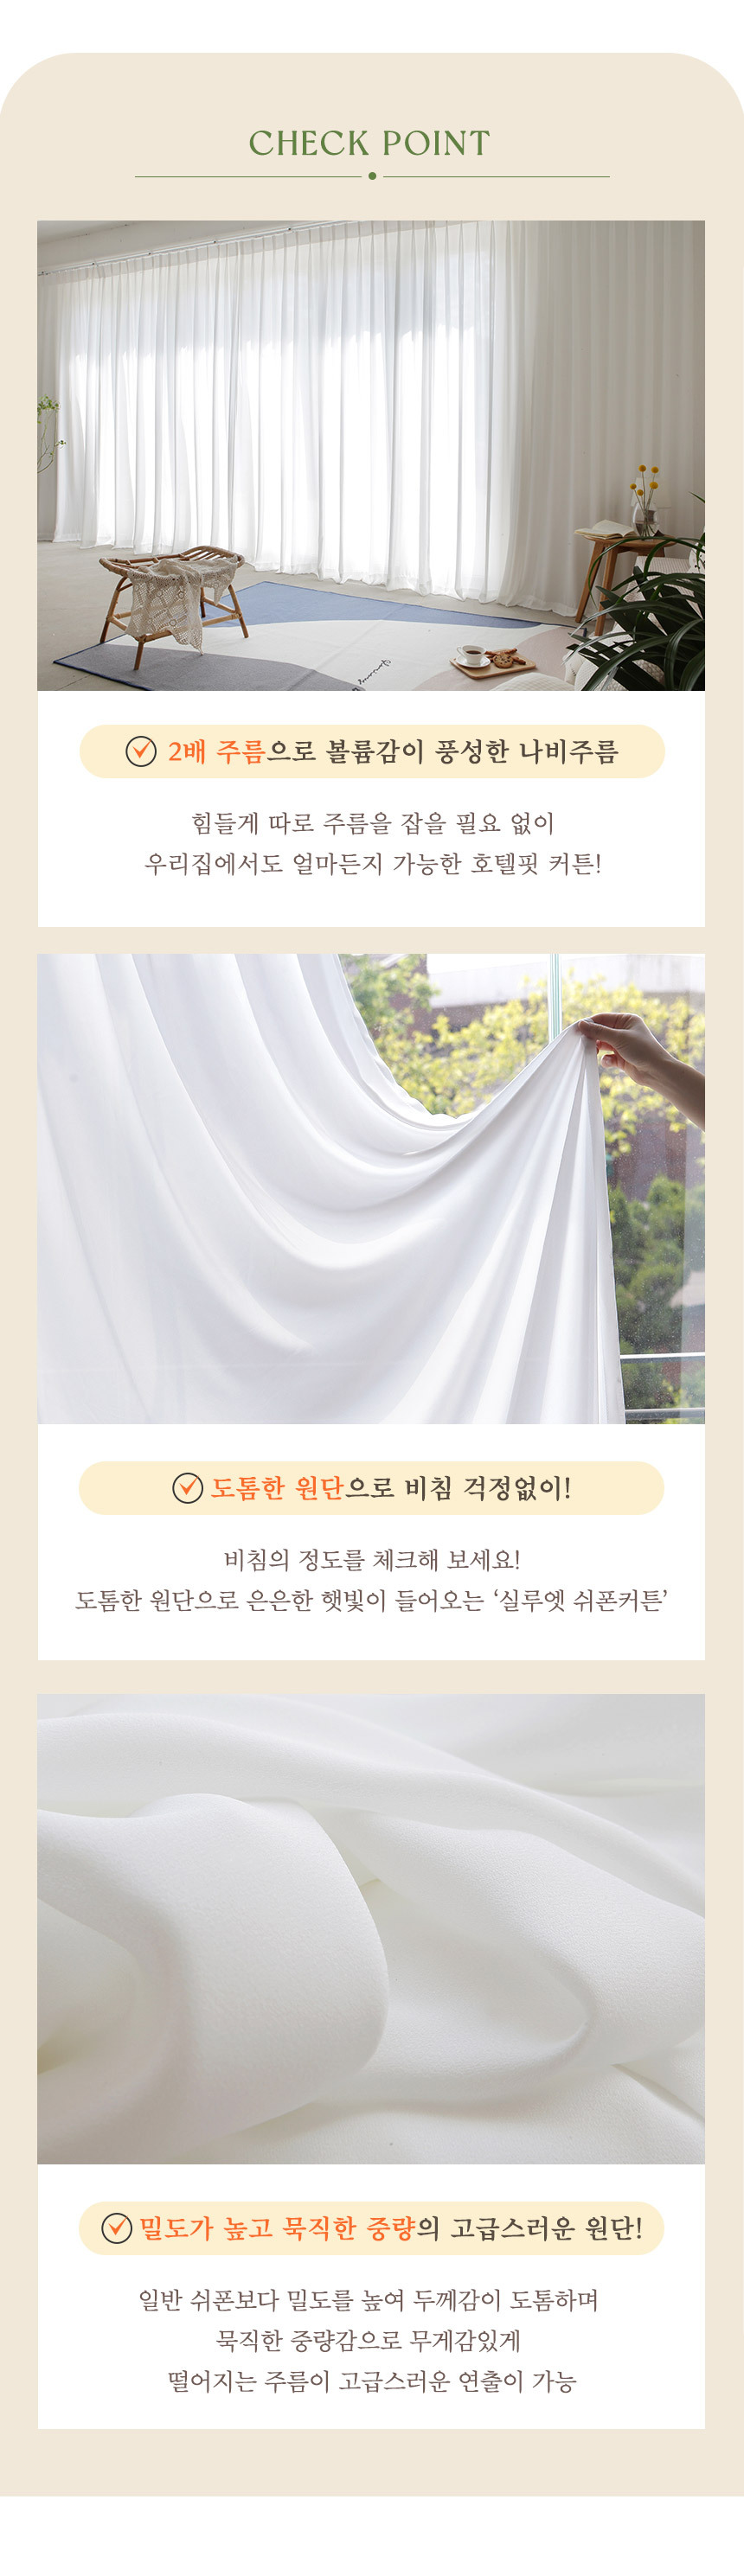 CHECK POINT
2배 주름으로 볼륨감이 풍성한 나비주름
힘들게 따로 주름을 잡을 필요 없이
우리집에서도 얼마든지 가능한 호텔핏 커튼!
도톰한 원단으로 비침 걱정없이!
비침의 정도를 체크해 보세요!
도톰한 원단으로 은은한 햇빛이 들어오는 ‘실루엣 쉬폰커튼’
밀도가 높고 묵직한 중량의 고급스러운 원단!
일반 쉬폰보다 밀도를 높여 두께감이 도톰하며
묵직한 중량감으로 무게감있게
떨어지는 주름이 고급스러운 연출이 가능